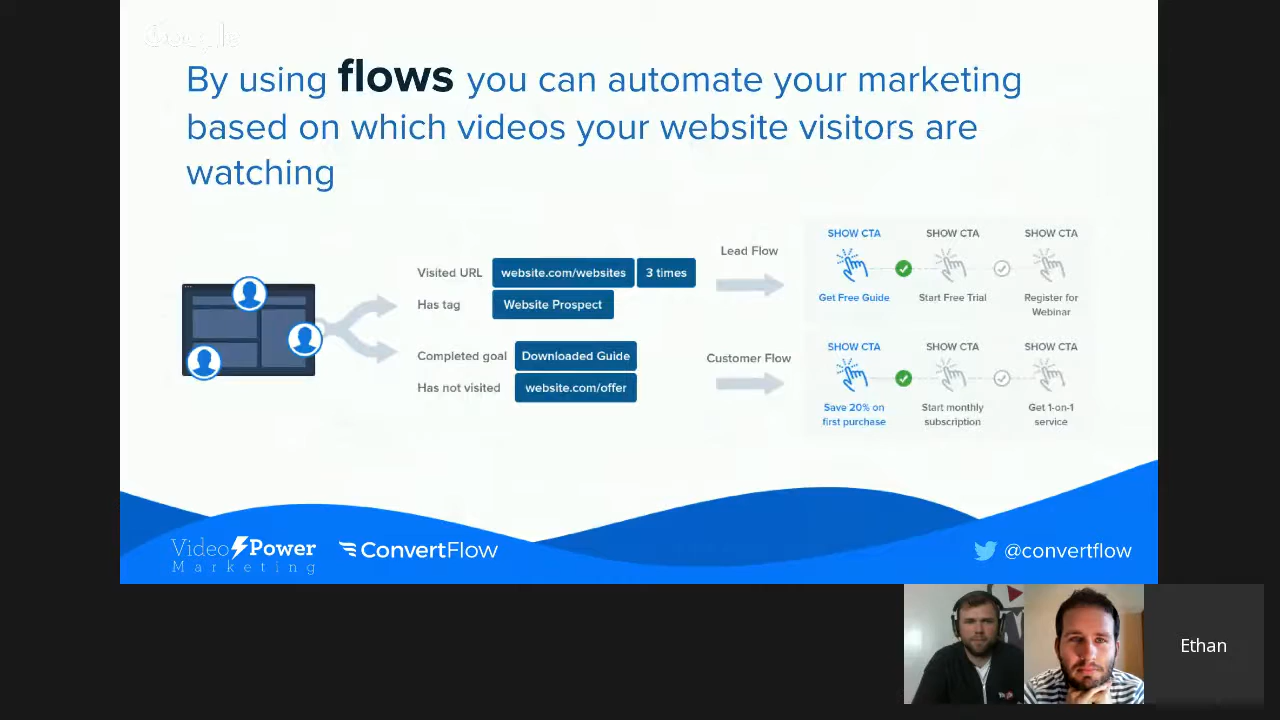 Google
By using flows you can automate your marketing
based on which videos your website visitors are
watching
Visited URL website.com/websites 3 times
Has tag Website Prospect
Completed goal Downloaded Guide
Has not visited website.com/offer
Lead Flow
Customer Flow
SHOW CTA SHOW CTA SHOW CTA
Get Free Guide Start Free Trial Register for
Webinar
SHOW CTA SHOW CTA SHOW CTA
Save 20% on Start monthly Get 1-on-1
first purchase subscription service
Video Power
Marketing
ConvertFlow
@convertflow
Ethan